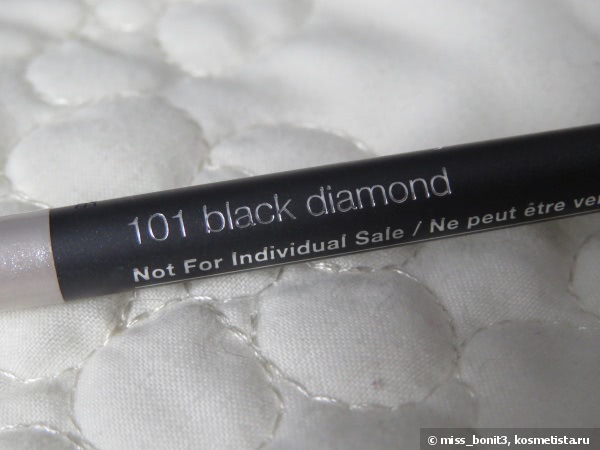 101 black diamond
Not For Individual Sale / Ne peut être
© miss_bonit3, kosmetista.ru